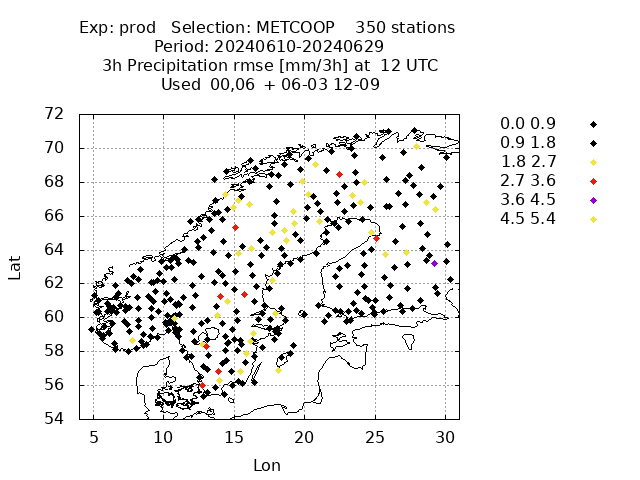 Exp: prod   Selection: METCOOP    350 stations
Period: 20240610-20240629
3h Precipitation rmse [mm/3h] at  12 UTC
Used  00,06  + 06-03 12-09
72
70
68
66
64
62
60
58
56
54
Lat
5 10 15 20 25 30
Lon
0.0 0.9
0.9 1.8
1.8 2.7
2.7 3.6
3.6 4.5
4.5 5.4